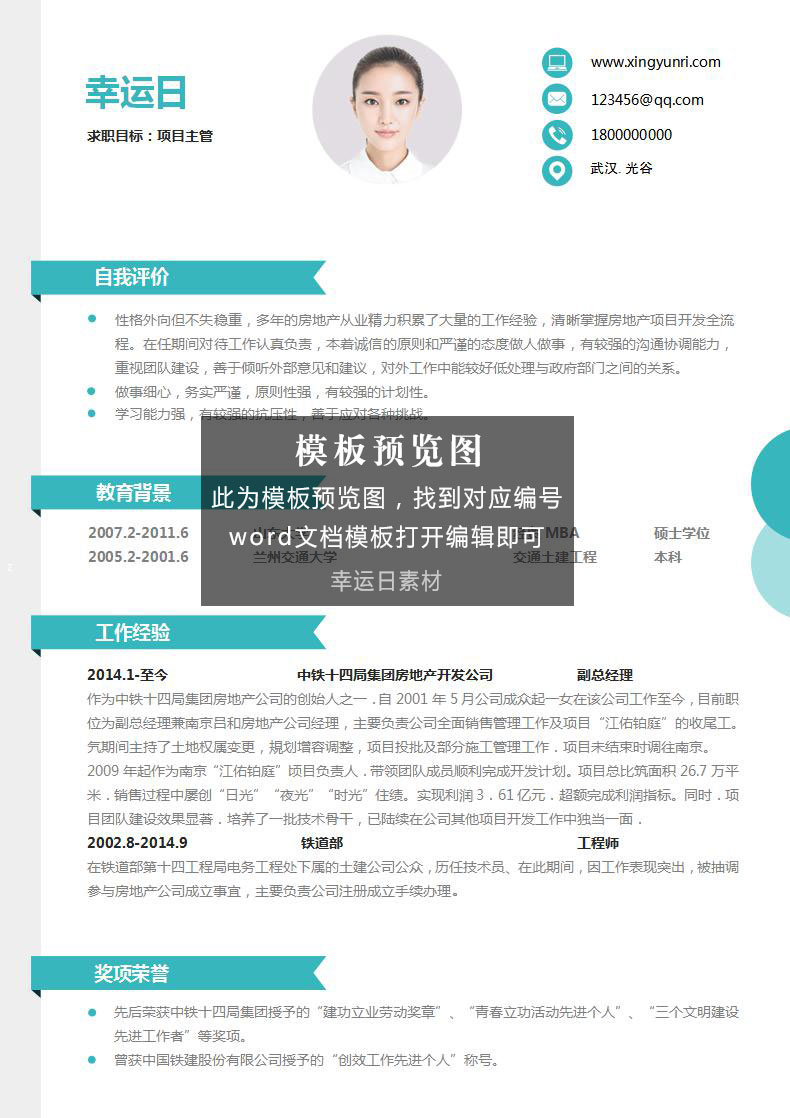 幸运日
求职目标：项目主管
www.xingyunri.com
123456@qq.com
1800000000
武汉. 光谷
自我评价
性格外向但不失稳重，多年的房地产从业精力积累了大量的工作经验，清晰掌握房地产项目开发全流
程。在任期间对待工作认真负责，本着诚信的原则和严谨的态度做人做事，有较强的沟通协调能力，
重视团队建设，善于倾听外部意见和建议，对外工作中能较好低处理与政府部门之间的关系。
做事细心，务实严谨，原则性强，有较强的计划性。
学习能力强，有较强的抗压性，善于应对各种挑战。
模板预览图
此为模板预览图，找到对应编号
word文档模板打开编辑即可
幸运日素材
教育背景
2007.2-2011.6 MBA 硕士学位
2005.2-2001.6 兰州交通大学 交通土建工程 本科
2
工作经验
2014.1-至今 中铁十四局集团房地产开发公司 副总经理
作为中铁十四局集团房地产公司的创始人之一．自 2001 年 5 月公司成众起一女在该公司工作至今，目前职
位为副总经理兼南京吕和房地产公司经理，主要负责公司全面销售管理工作及项目“江佑铂庭”的收尾工。
気期间主持了土地权属变更，規划增容调整，项目投批及部分施工管理工作．项目未结束时调往南京。
2009 年起作为南京“江佑铂庭”顷目负责人．带领团队成员顺利完成开发计划。项目总比筑面积 26.7 万平
米．销售过程中屡创“日光”“夜光”“时光”住绩。实现利润 3．61 亿元．超额完成利润指标。同时．项
目团队建设效果显著．培养了一批技术骨干，已陆续在公司其他项目开发工作中独当一面．
2002.8-2014.9 铁道部 工程师
在铁道部第十四工程局电务工程处下属的土建公司公众，历任技术员、在此期间，因工作表现突出，被抽调
参与房地产公司成立事宜，主要负责公司注册成立手续办理。
奖项荣誉
先后荣获中铁十四局集团授予的“建功立业劳动奖章”、“青春立功活动先进个人”、“三个文明建设
先进工作者”等奖项。
曾获中国铁建股份有限公司授予的“创效工作先进个人”称号。